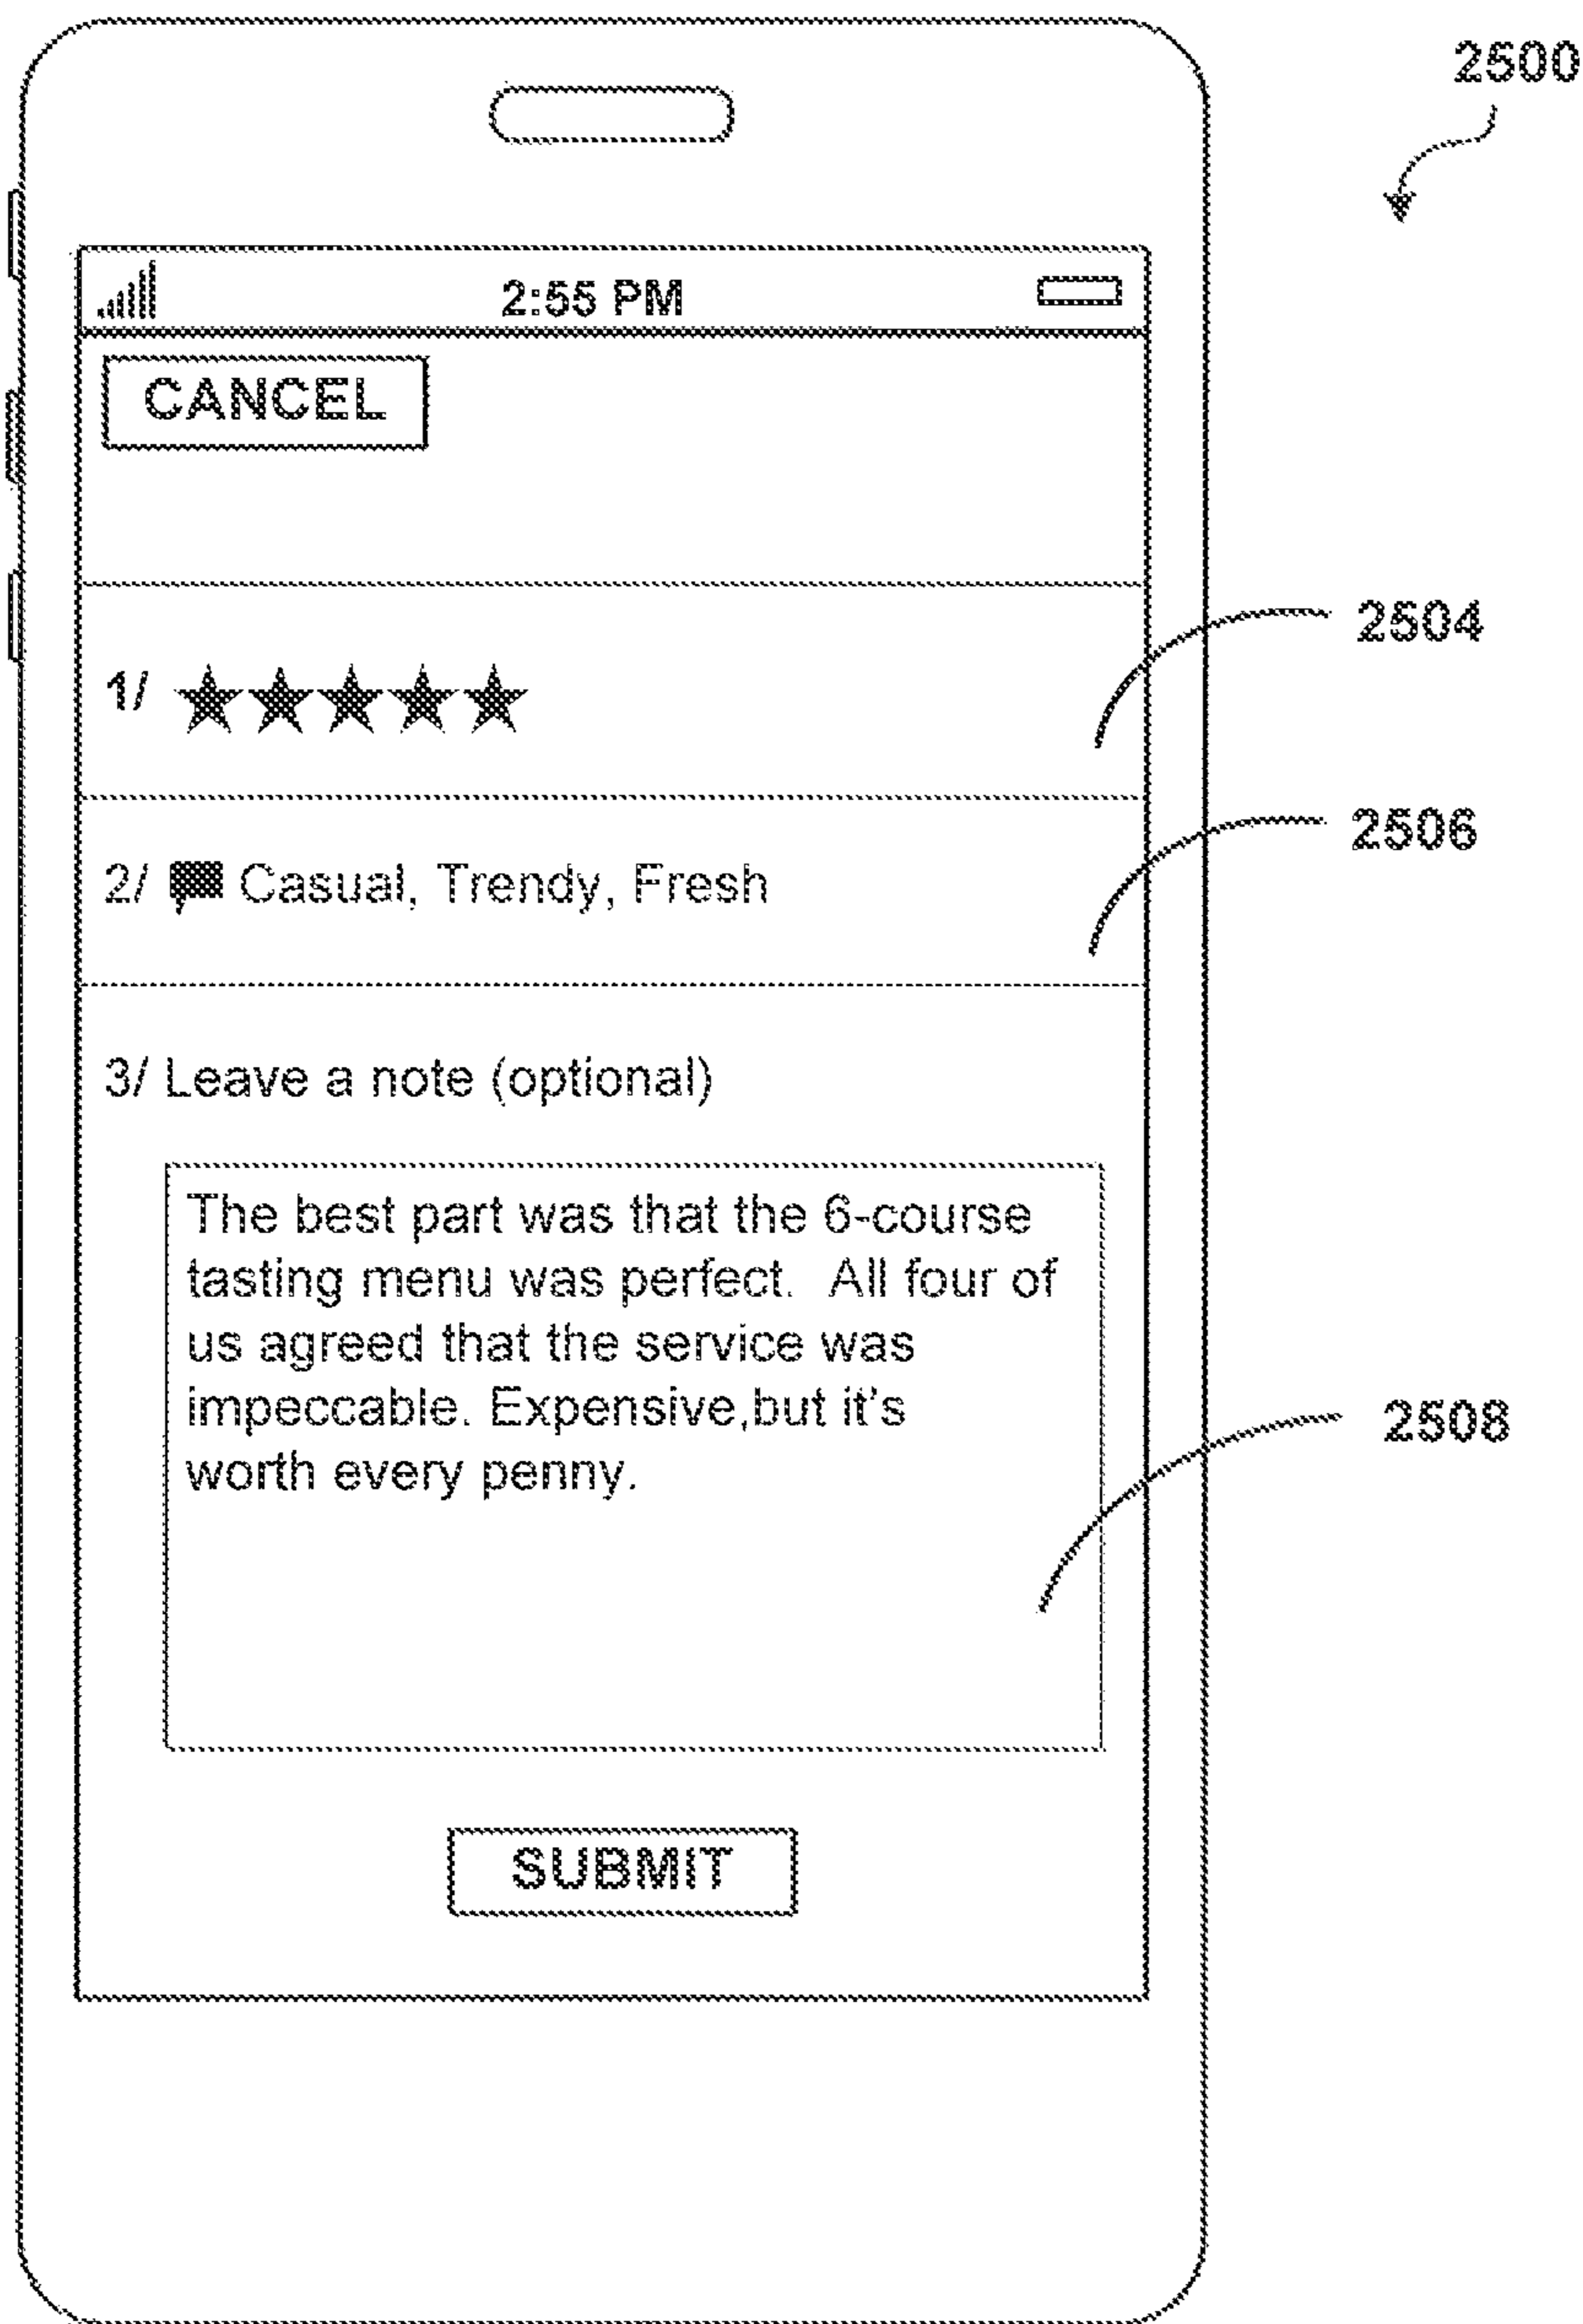 2500
2:55 PM
CANCEL
2504
1/ ★★★★★
2506
2/ Casual, Trendy, Fresh
3/ Leave a note (optional)
The best part was that the 6-course
tasting menu was perfect.  All four of
us agreed that the service was
impeccable. Expensive,but it's
worth every penny.
2508
SUBMIT